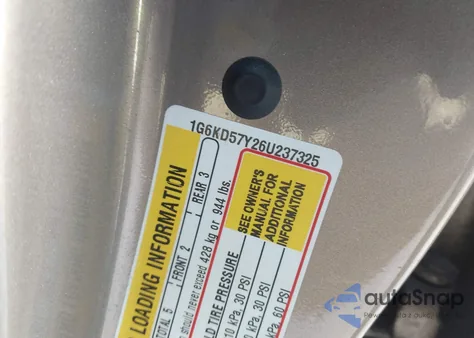 1G6KD57Y26U237325
LOADING INFORMATION
TOTAL 5 | FRONT 2 | REAR 3
should never exceed 428 kg or 944 lbs.
TIRE PRESSURE
kPa, 30 PSI
kPa, 30 PSI
kPa, 60 PSI
SEE OWNER'S
MANUAL FOR
ADDITIONAL
INFORMATION
autoSnap